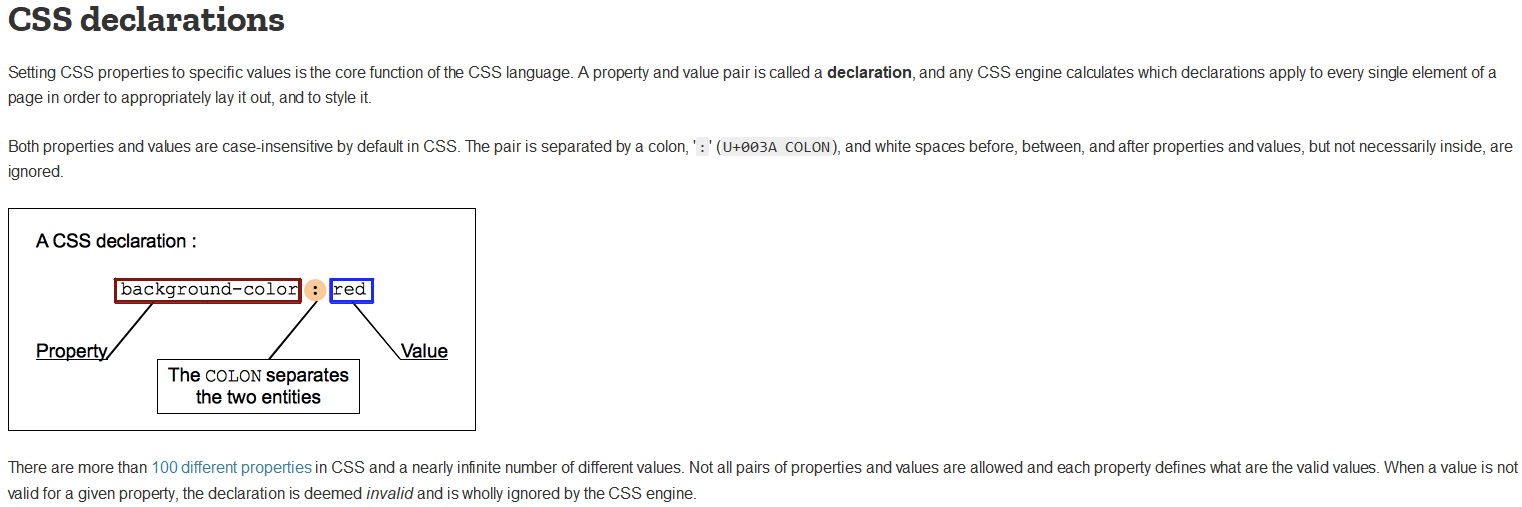 CSS declarations
Setting CSS properties to specific values is the core function of the CSS language. A property and value pair is called a declaration, and any CSS engine calculates which declarations apply to every single element of a
page in order to appropriately lay it out, and to style it.
Both properties and values are case-insensitive by default in CSS. The pair is separated by a colon, ':' (U+003A COLON), and white spaces before, between, and after properties and values, but not necessarily inside, are
ignored.
A CSS declaration :
background-color : red
Property
Value
The COLON separates
the two entities
There are more than 100 different properties in CSS and a nearly infinite number of different values. Not all pairs of properties and values are allowed and each property defines what are the valid values. When a value is not
valid for a given property, the declaration is deemed invalid and is wholly ignored by the CSS engine.